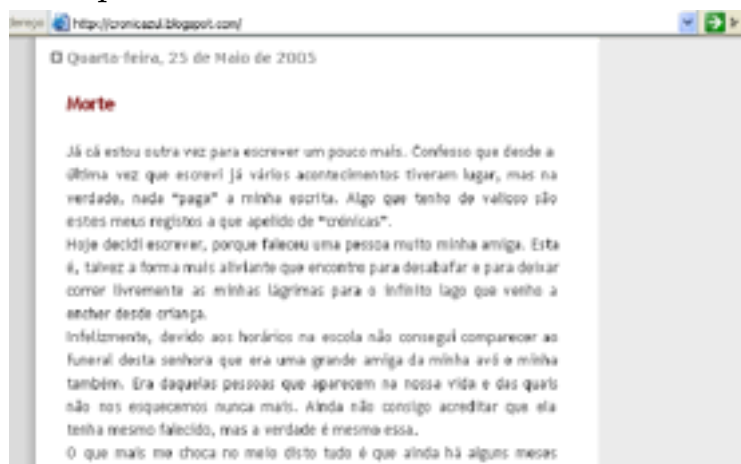 http://cronicazul.blogspot.com/
Quarta-feira, 25 de Maio de 2005
Morte
Já cá estou outra vez para escrever um pouco mais. Confesso que desde a
última vez que escrevi já vários acontecimentos tiveram lugar, mas na
verdade, nada "paga" a minha escrita. Algo que tenho de valioso são
estes meus registos a que apelido de "crónicas".
Hoje decidi escrever, porque faleceu uma pessoa muito minha amiga. Esta
é, talvez a forma mais aliviante que encontro para desabafar e para deixar
correr livremente as minhas lágrimas para o infinito lago que venho a
encher desde criança.
Infelizmente, devido aos horários na escola não consegui comparecer ao
funeral desta senhora que era uma grande amiga da minha avó e minha
também. Era daquelas pessoas que aparecem na nossa vida e das quais
não nos esquecemos nunca mais. Ainda não consigo acreditar que ela
tenha mesmo falecido, mas a verdade é mesmo essa.
O que mais me choca no meio disto tudo é que ainda há alguns meses